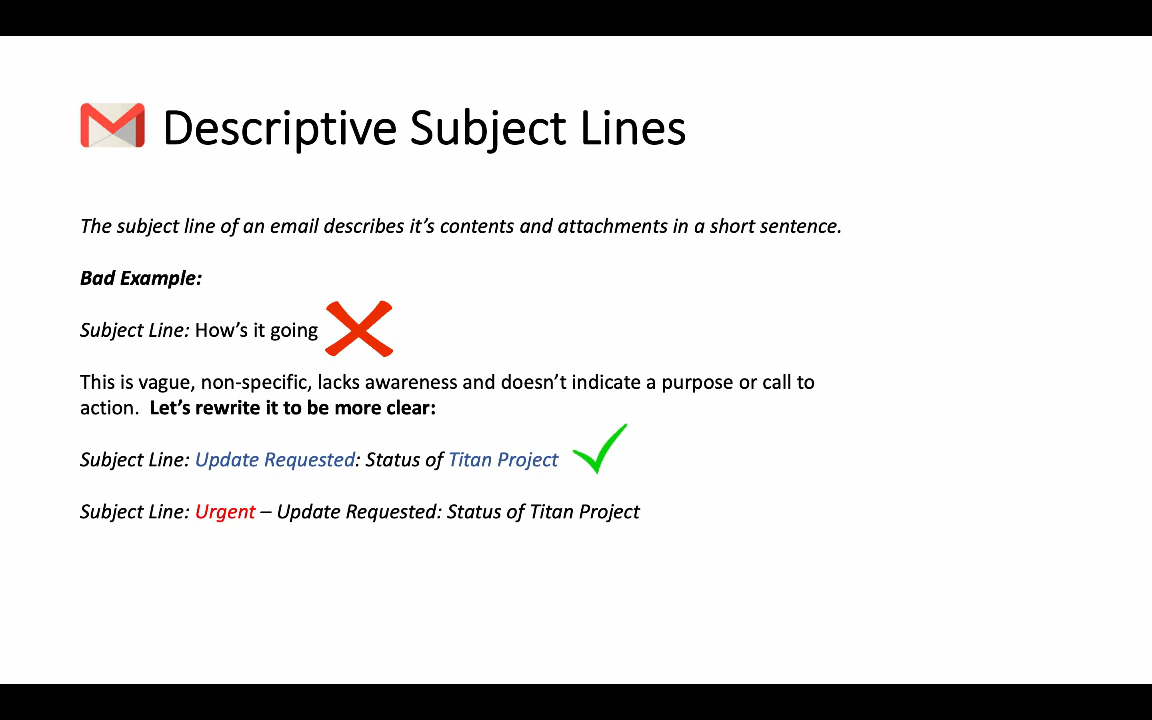 Descriptive Subject Lines
The subject line of an email describes it's contents and attachments in a short sentence.
Bad Example:
Subject Line: How's it going
This is vague, non-specific, lacks awareness and doesn't indicate a purpose or call to
action.  Let's rewrite it to be more clear:
Subject Line: Update Requested: Status of Titan Project
Subject Line: Urgent – Update Requested: Status of Titan Project